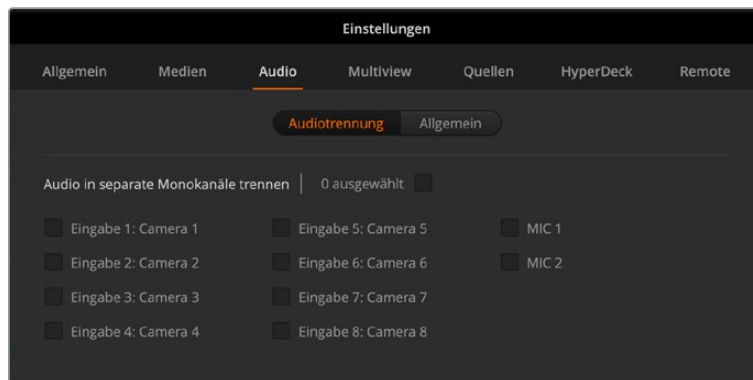 Einstellungen
Allgemein Medien Audio Multiview Quellen HyperDeck Remote
Audiotrennung Allgemein
Audio in separate Monokanäle trennen 0 ausgewählt
Eingabe 1: Camera 1 Eingabe 5: Camera 5 MIC 1
Eingabe 2: Camera 2 Eingabe 6: Camera 6 MIC 2
Eingabe 3: Camera 3 Eingabe 7: Camera 7
Eingabe 4: Camera 4 Eingabe 8: Camera 8